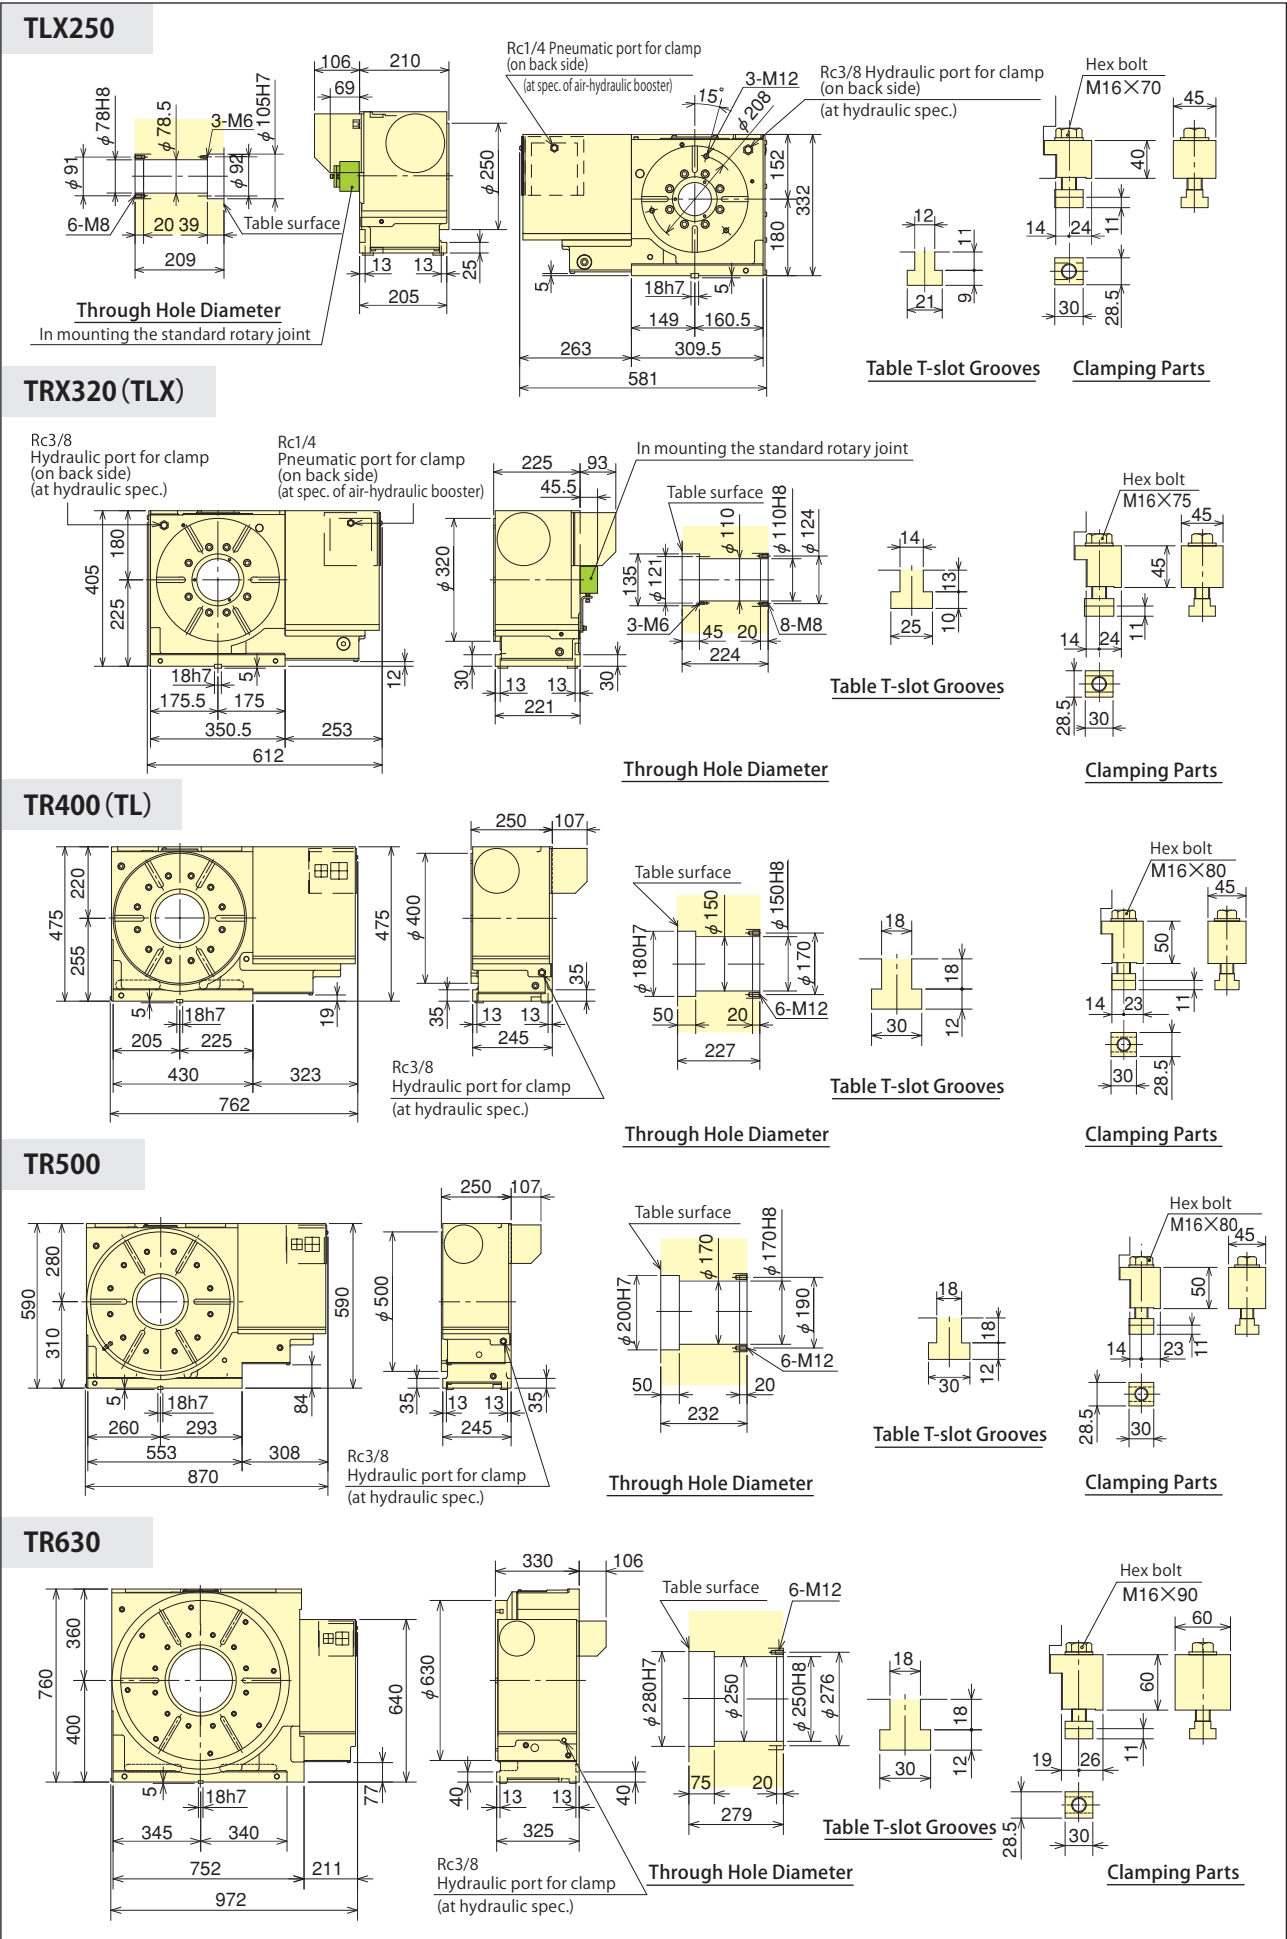 TLX250
106
210
69
φ78H8
φ78.5
3-M6
φ105H7
φ91
φ92
6-M8
20
39
Table surface
209
Through Hole Diameter
In mounting the standard rotary joint
φ250
13
13
25
205
Rc1/4 Pneumatic port for clamp
(on back side)
(at spec. of air-hydraulic booster)
3-M12
15°
φ208
Rc3/8 Hydraulic port for clamp
(on back side)
(at hydraulic spec.)
152
332
180
5
18h7
5
149
160.5
263
309.5
581
12
11
21
9
Table T-slot Grooves
Hex bolt
M16×70
45
40
14
24
11
30
28.5
Clamping Parts
TRX320(TLX)
Rc3/8
Hydraulic port for clamp
(on back side)
(at hydraulic spec.)
Rc1/4
Pneumatic port for clamp
(on back side)
(at spec. of air-hydraulic booster)
180
405
225
18h7
5
12
175.5
175
350.5
253
612
225
93
45.5
In mounting the standard rotary joint
φ320
30
13
13
30
221
Table surface
φ110
φ110H8
φ124
135
φ121
3-M6
45
20
8-M8
224
Through Hole Diameter
14
13
25
10
Table T-slot Grooves
Hex bolt
M16×75
45
45
14
24
11
28.5
30
Clamping Parts
TR400(TL)
220
475
255
475
5
18h7
19
205
225
430
323
762
250
107
φ400
35
35
13
13
245
Rc3/8
Hydraulic port for clamp
(at hydraulic spec.)
Table surface
φ150
φ150H8
φ180H7
φ170
50
20
6-M12
227
Through Hole Diameter
18
18
30
12
Table T-slot Grooves
Hex bolt
M16×80
45
50
14
23
11
30
28.5
Clamping Parts
TR500
280
590
310
590
5
18h7
84
260
293
553
308
870
250
107
φ500
35
13
13
35
245
Rc3/8
Hydraulic port for clamp
(at hydraulic spec.)
Table surface
φ170
φ170H8
φ200H7
φ190
6-M12
50
20
232
Through Hole Diameter
18
18
30
12
Table T-slot Grooves
Hex bolt
M16×80
45
50
14
23
11
28.5
30
Clamping Parts
TR630
360
760
400
640
5
18h7
77
345
340
752
211
972
330
106
φ630
40
13
13
40
325
Rc3/8
Hydraulic port for clamp
(at hydraulic spec.)
Table surface
6-M12
φ280H7
φ250
φ250H8
φ276
75
20
279
Through Hole Diameter
18
18
30
12
Table T-slot Grooves
Hex bolt
M16×90
60
60
19
26
11
28.5
30
Clamping Parts